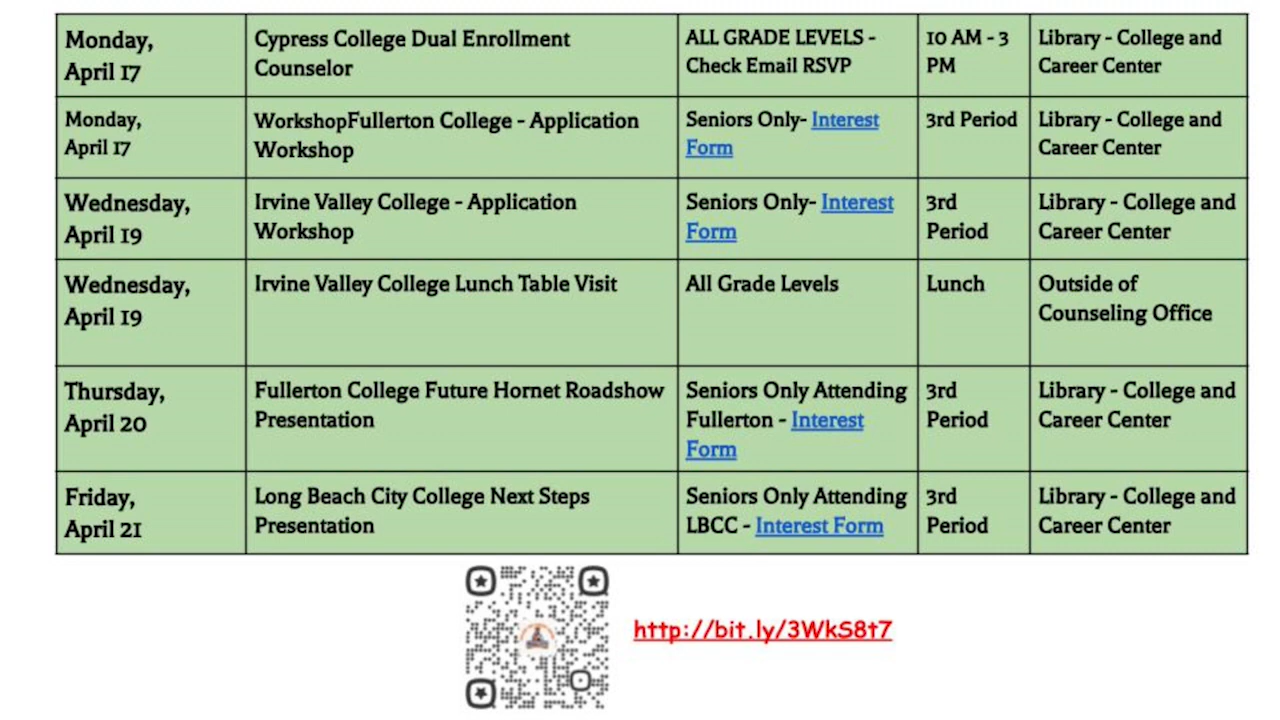 Monday,
April 17
Cypress College Dual Enrollment
Counselor
ALL GRADE LEVELS -
Check Email RSVP
10 AM - 3
PM
Library - College and
Career Center
Monday,
April 17
WorkshopFullerton College - Application
Workshop
Seniors Only- Interest
Form
3rd Period
Library - College and
Career Center
Wednesday,
April 19
Irvine Valley College - Application
Workshop
Seniors Only- Interest
Form
3rd
Period
Library - College and
Career Center
Wednesday,
April 19
Irvine Valley College Lunch Table Visit
All Grade Levels
Lunch
Outside of
Counseling Office
Thursday,
April 20
Fullerton College Future Hornet Roadshow
Presentation
Seniors Only Attending
Fullerton - Interest
Form
3rd
Period
Library - College and
Career Center
Friday,
April 21
Long Beach City College Next Steps
Presentation
Seniors Only Attending
LBCC - Interest Form
3rd
Period
Library - College and
Career Center
http://bit.ly/3WkS8t7